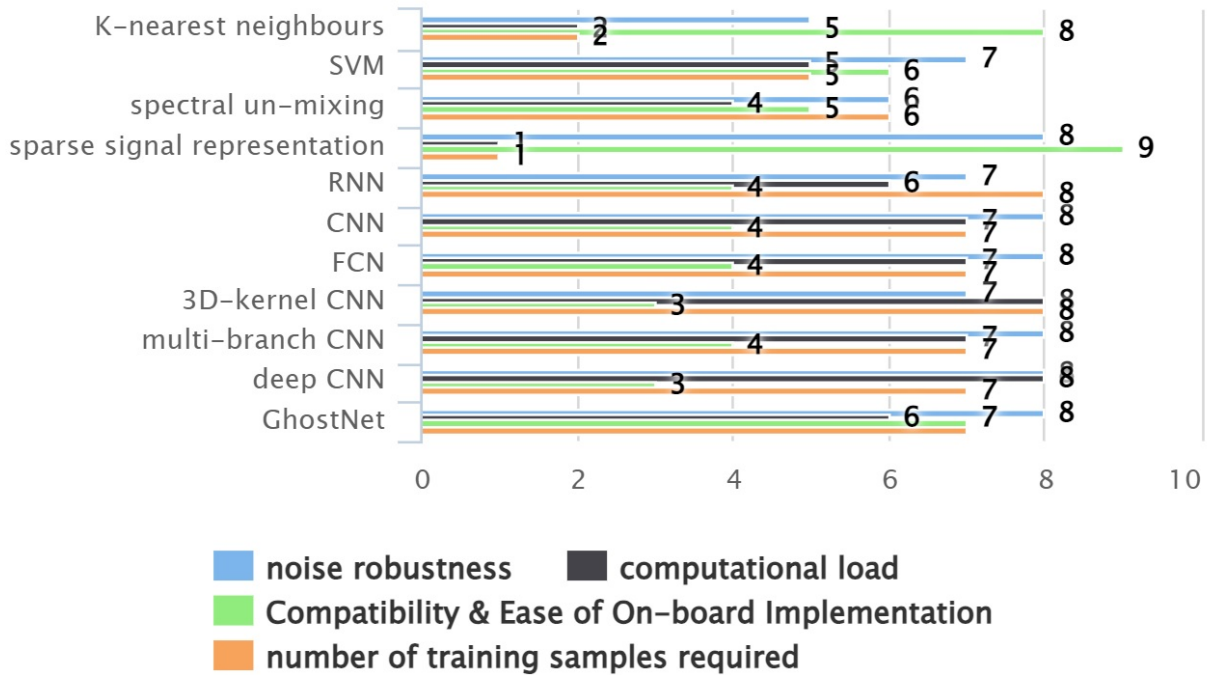 K-nearest neighbours 2 2 5 8
SVM 5 5 6 7
spectral un-mixing 4 5 6 6
sparse signal representation 1 1 8 9
RNN 4 6 7 8
CNN 4 7 7 8
FCN 4 7 7 8
3D-kernel CNN 3 7 8 8
multi-branch CNN 4 7 7 8
deep CNN 3 7 8 8
GhostNet 6 7 8
0 2 4 6 8 10
noise robustness computational load
Compatibility & Ease of On-board Implementation
number of training samples required